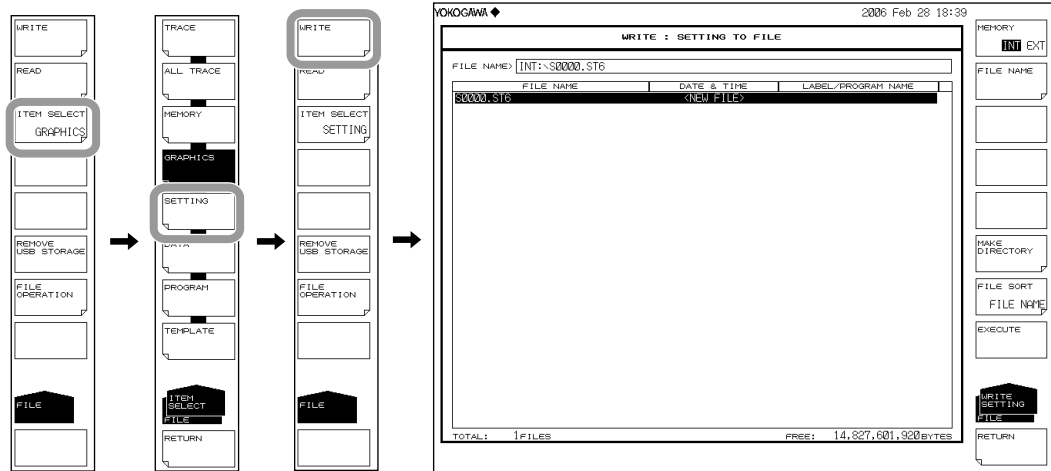 WRITE
READ
ITEM SELECT
GRAPHICS
REMOVE
USB STORAGE
FILE
OPERATION
FILE
TRACE
ALL TRACE
MEMORY
GRAPHICS
SETTING
DATA
PROGRAM
TEMPLATE
ITEM
SELECT
FILE
RETURN
WRITE
READ
ITEM SELECT
SETTING
REMOVE
USB STORAGE
FILE
OPERATION
FILE
YOKOGAWA 2006 Feb 28 18:39
WRITE : SETTING TO FILE
FILE NAME> INT:\S0000.ST6
FILE NAME DATE & TIME LABEL/PROGRAM NAME
S0000.ST6 <NEW FILE>
TOTAL: 1FILES FREE: 14,827,601,920BYTES
MEMORY
INT EXT
FILE NAME
MAKE
DIRECTORY
FILE SORT
FILE NAME
EXECUTE
WRITE
SETTING
FILE
RETURN